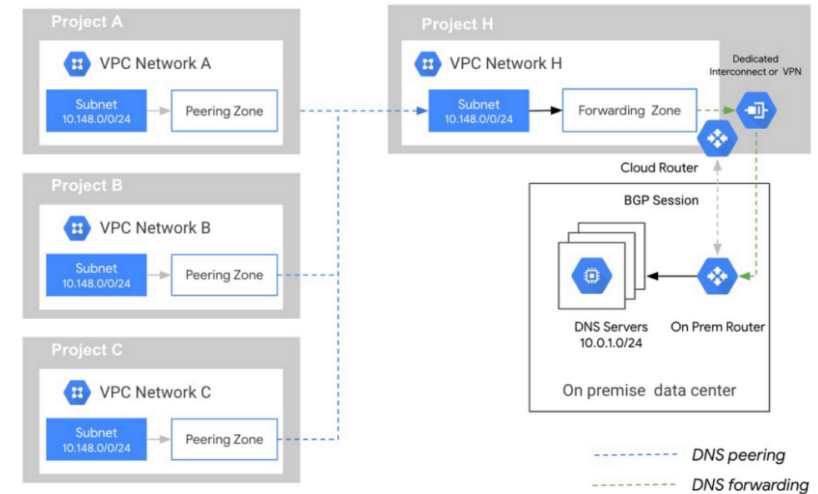 Project A
VPC Network A
Subnet
10.148.0/0/24
Peering Zone
Project B
VPC Network B
Subnet
10.148.0/0/24
Peering Zone
Project C
VPC Network C
Subnet
10.148.0/0/24
Peering Zone
Project H
VPC Network H
Subnet
10.148.0/0/24
Forwarding Zone
Dedicated
Interconnect or VPN
Cloud Router
BGP Session
DNS Servers
10.0.1.0/24
On Prem Router
On premise data center
DNS peering
DNS forwarding